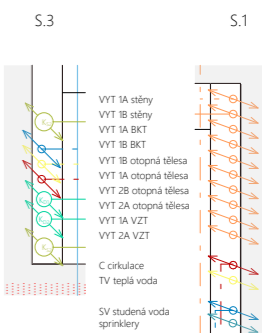 S.3
S.1
VYT 1A stěny
VYT 1B stěny
VYT 1A BKT
VYT 1B BKT
VYT 1B otopná tělesa
VYT 1A otopná tělesa
VYT 2B otopná tělesa
VYT 2A otopná tělesa
VYT 1A VZT
VYT 2A VZT
C cirkulace
TV teplá voda
SV studená voda
sprinklery